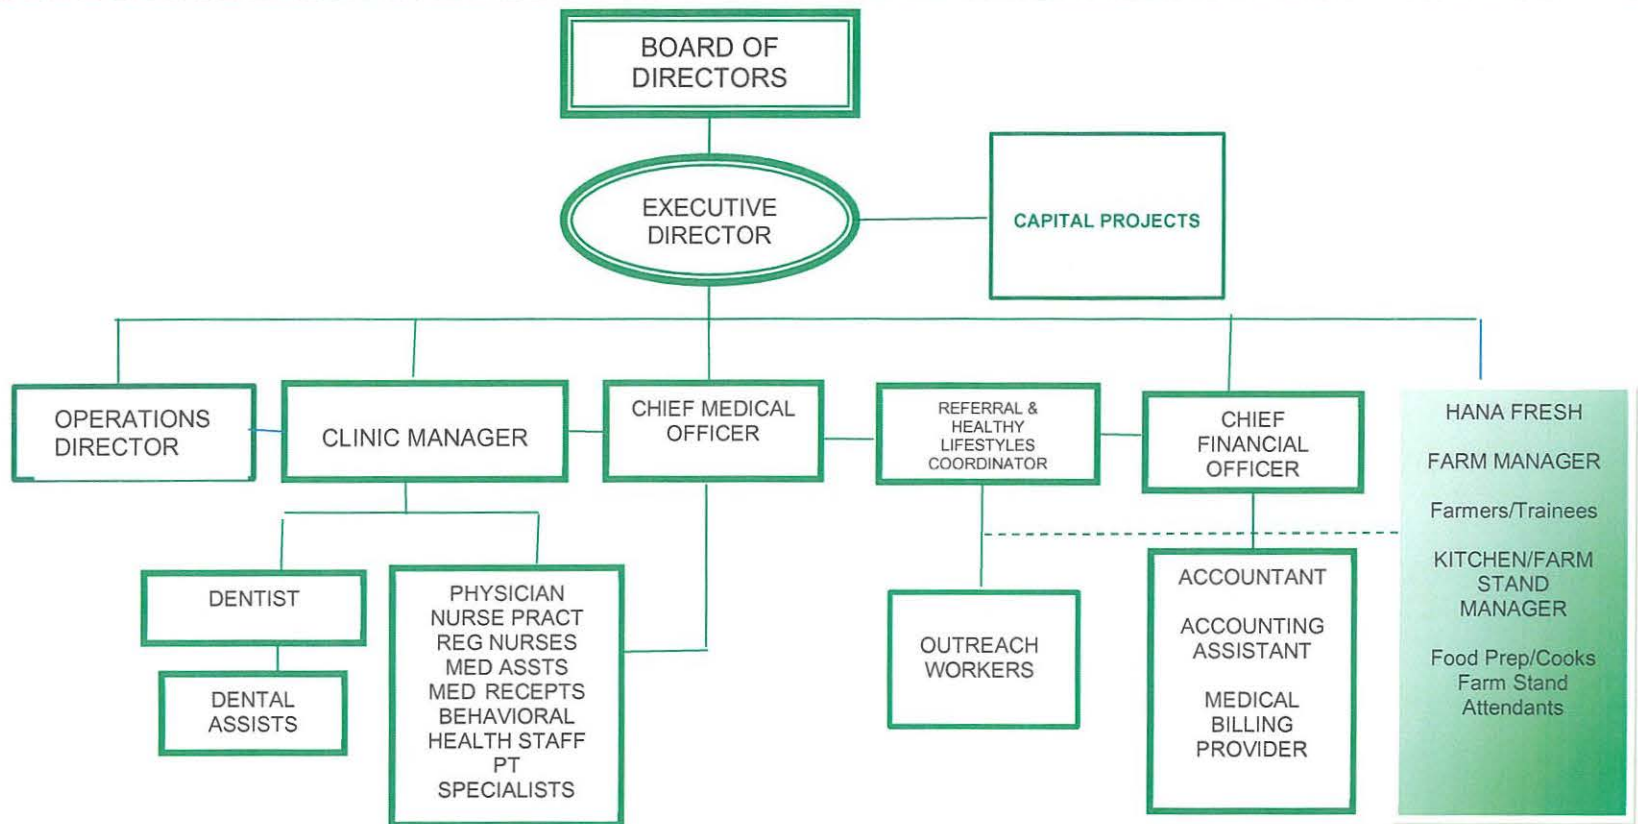 BOARD OF
DIRECTORS
EXECUTIVE
DIRECTOR
CAPITAL PROJECTS
OPERATIONS
DIRECTOR
CLINIC MANAGER
CHIEF MEDICAL
OFFICER
REFERRAL &
HEALTHY
LIFESTYLES
COORDINATOR
CHIEF
FINANCIAL
OFFICER
HANA FRESH
FARM MANAGER
Farmers/Trainees
KITCHEN/FARM
STAND
MANAGER
Food Prep/Cooks
Farm Stand
Attendants
DENTIST
DENTAL
ASSISTS
PHYSICIAN
NURSE PRACT
REG NURSES
MED ASSTS
MED RECEPTS
BEHAVIORAL
HEALTH STAFF
PT
SPECIALISTS
OUTREACH
WORKERS
ACCOUNTANT
ACCOUNTING
ASSISTANT
MEDICAL
BILLING
PROVIDER